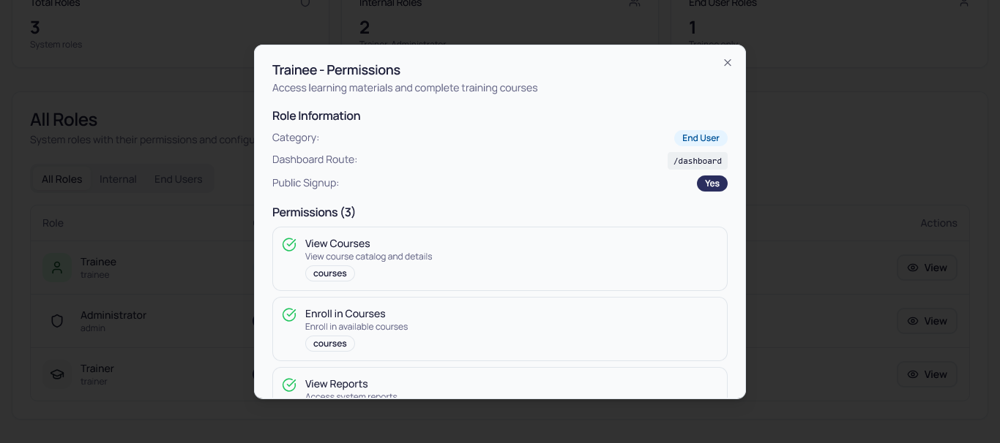 Total Roles
Internal Roles
End User Roles
3
2
1
System roles
Trainer, Administrator
Trainee only
Trainee - Permissions
Access learning materials and complete training courses
Role Information
Category:
End User
Dashboard Route:
/dashboard
Public Signup:
Yes
Permissions (3)
View Courses
View course catalog and details
courses
Enroll in Courses
Enroll in available courses
courses
View Reports
Access system reports
All Roles
System roles with their permissions and configu
All Roles
Internal
End Users
Role
Actions
Trainee
trainee
View
Administrator
admin
View
Trainer
trainer
View